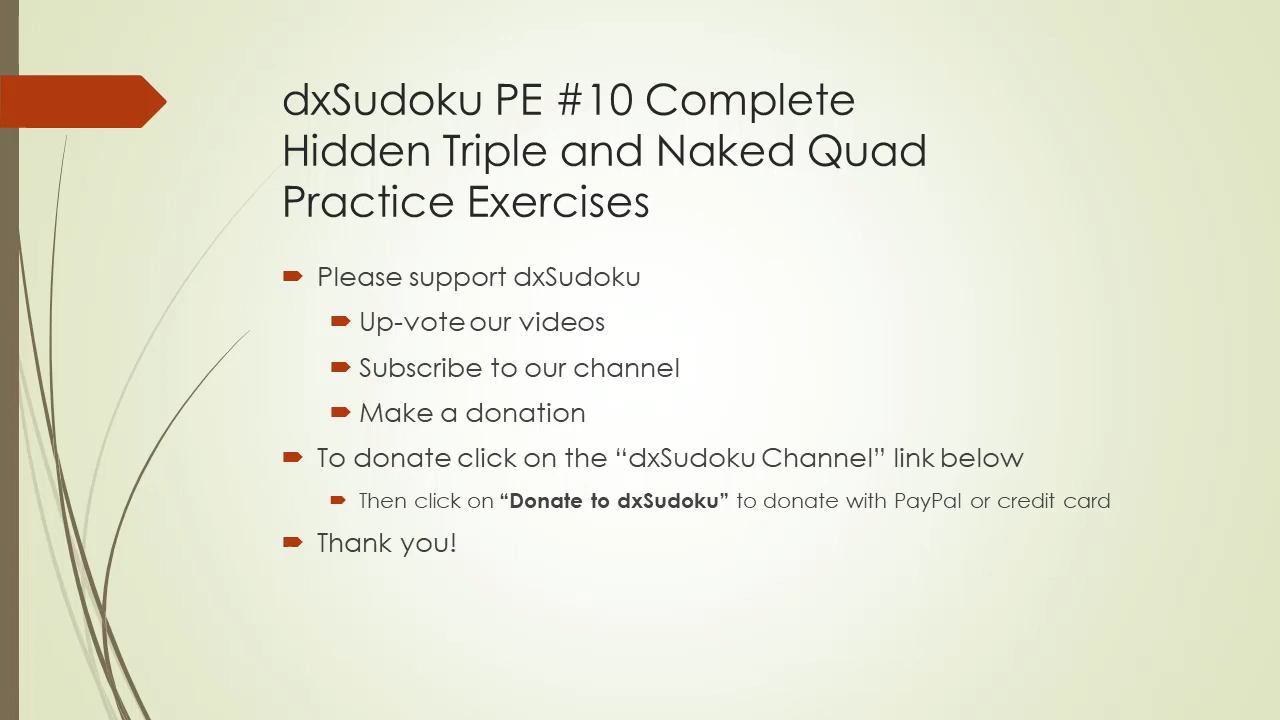 dxSudoku PE #10 Complete
Hidden Triple and Naked Quad
Practice Exercises
Please support dxSudoku
Up-vote our videos
Subscribe to our channel
Make a donation
To donate click on the “dxSudoku Channel” link below
Then click on “Donate to dxSudoku” to donate with PayPal or credit card
Thank you!